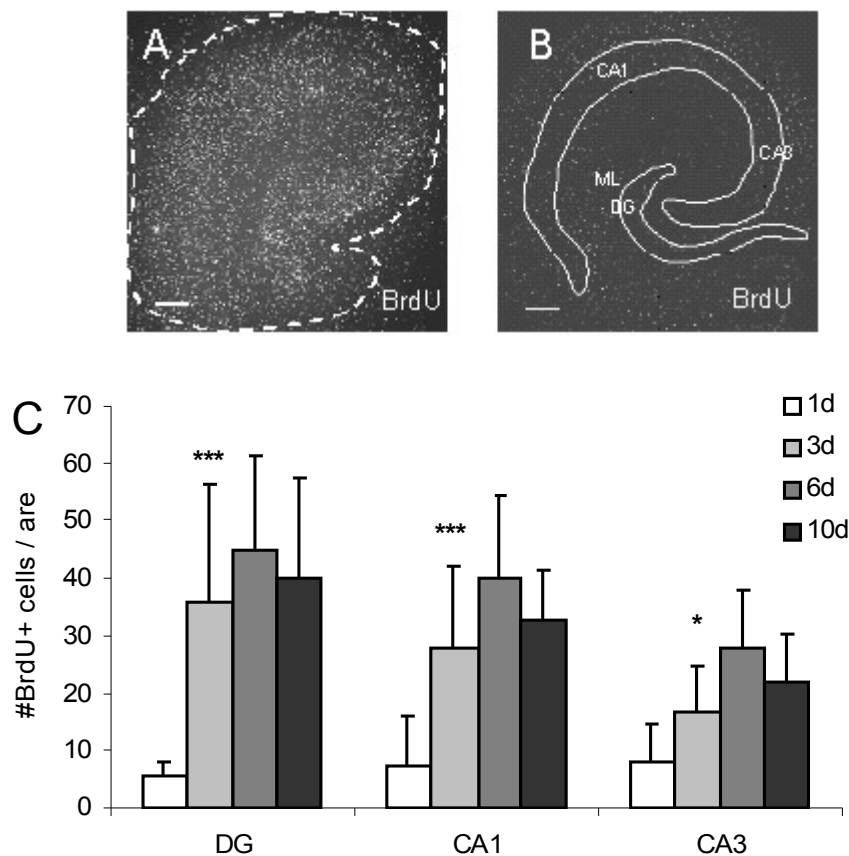 A
BrdU
B
CA1
CA3
ML
DG
BrdU
C
#BrdU+ cells / are
70
60
50
40
30
20
10
0
***
***
*
1d
3d
6d
10d
DG
CA1
CA3